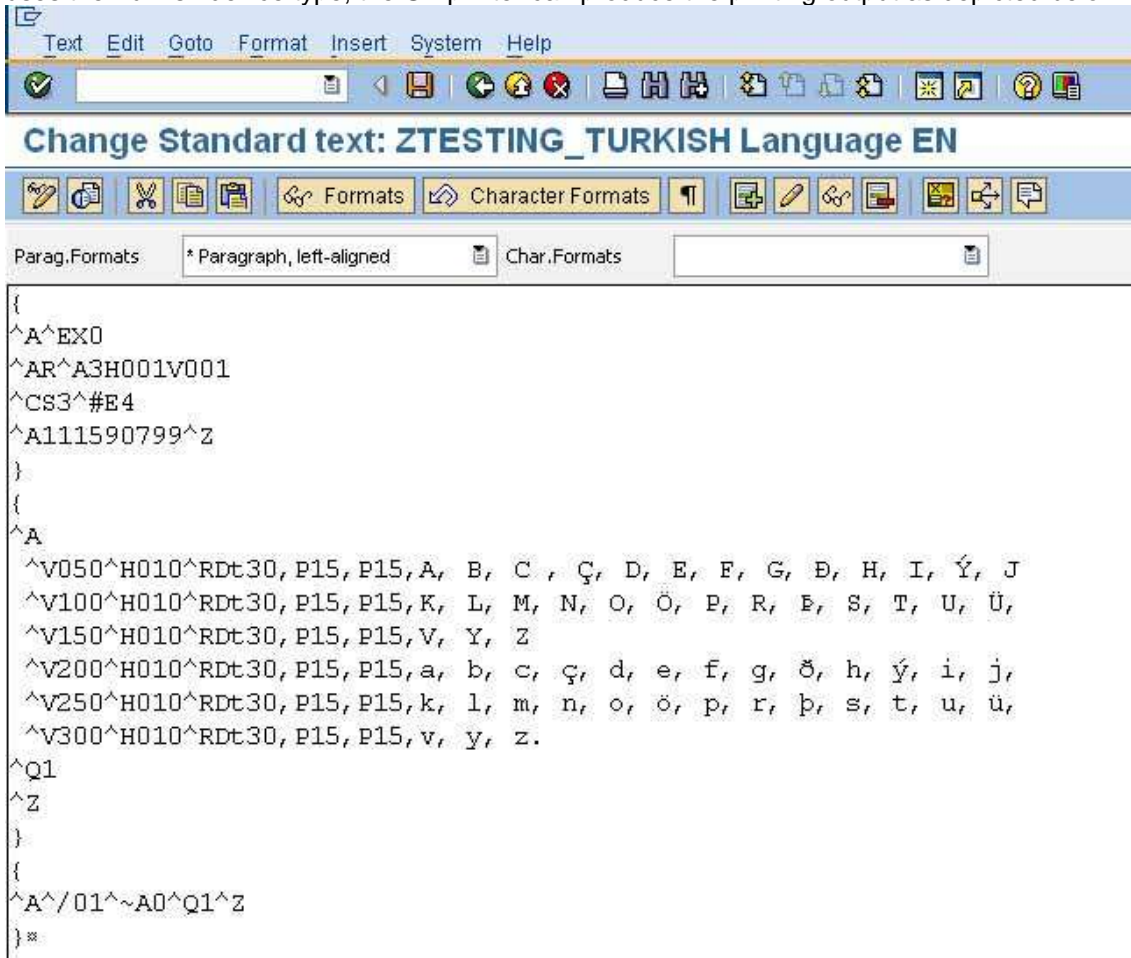 Text Edit Goto Format Insert System Help
Change Standard text: ZTESTING_TURKISH Language EN
Formats Character Formats ¶
Parag.Formats * Paragraph, left-aligned Char.Formats
{
^A^EX0
^AR^A3H001V001
^CS3^#E4
^A111590799^Z
}
{
^A
^V050^H010^RDt30,P15,P15,A, B, C , Ç, D, E, F, G, Ð, H, I, Ý, J
^V100^H010^RDt30,P15,P15,K, L, M, N, O, Ö, P, R, Þ, S, T, U, Ü,
^V150^H010^RDt30,P15,P15,V, Y, Z
^V200^H010^RDt30,P15,P15,a, b, c, ç, d, e, f, g, ð, h, ý, i, j,
^V250^H010^RDt30,P15,P15,k, l, m, n, o, ö, p, r, þ, s, t, u, ü,
^V300^H010^RDt30,P15,P15,v, y, z.
^Q1
^Z
}
{
^A^/01^~A0^Q1^Z
}¤